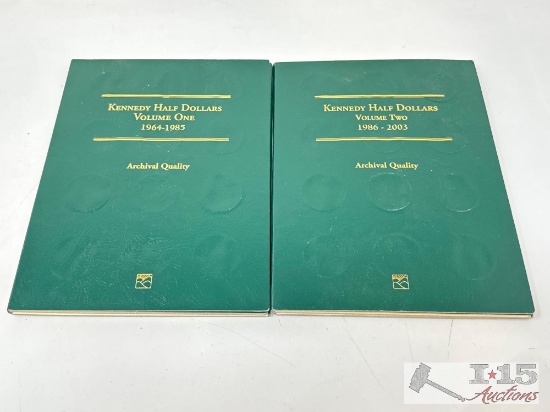 KENNEDY HALF DOLLARS
VOLUME ONE
1964-1985
Archival Quality
KENNEDY HALF DOLLARS
VOLUME TWO
1986 - 2003
Archival Quality
I★15
Auctions